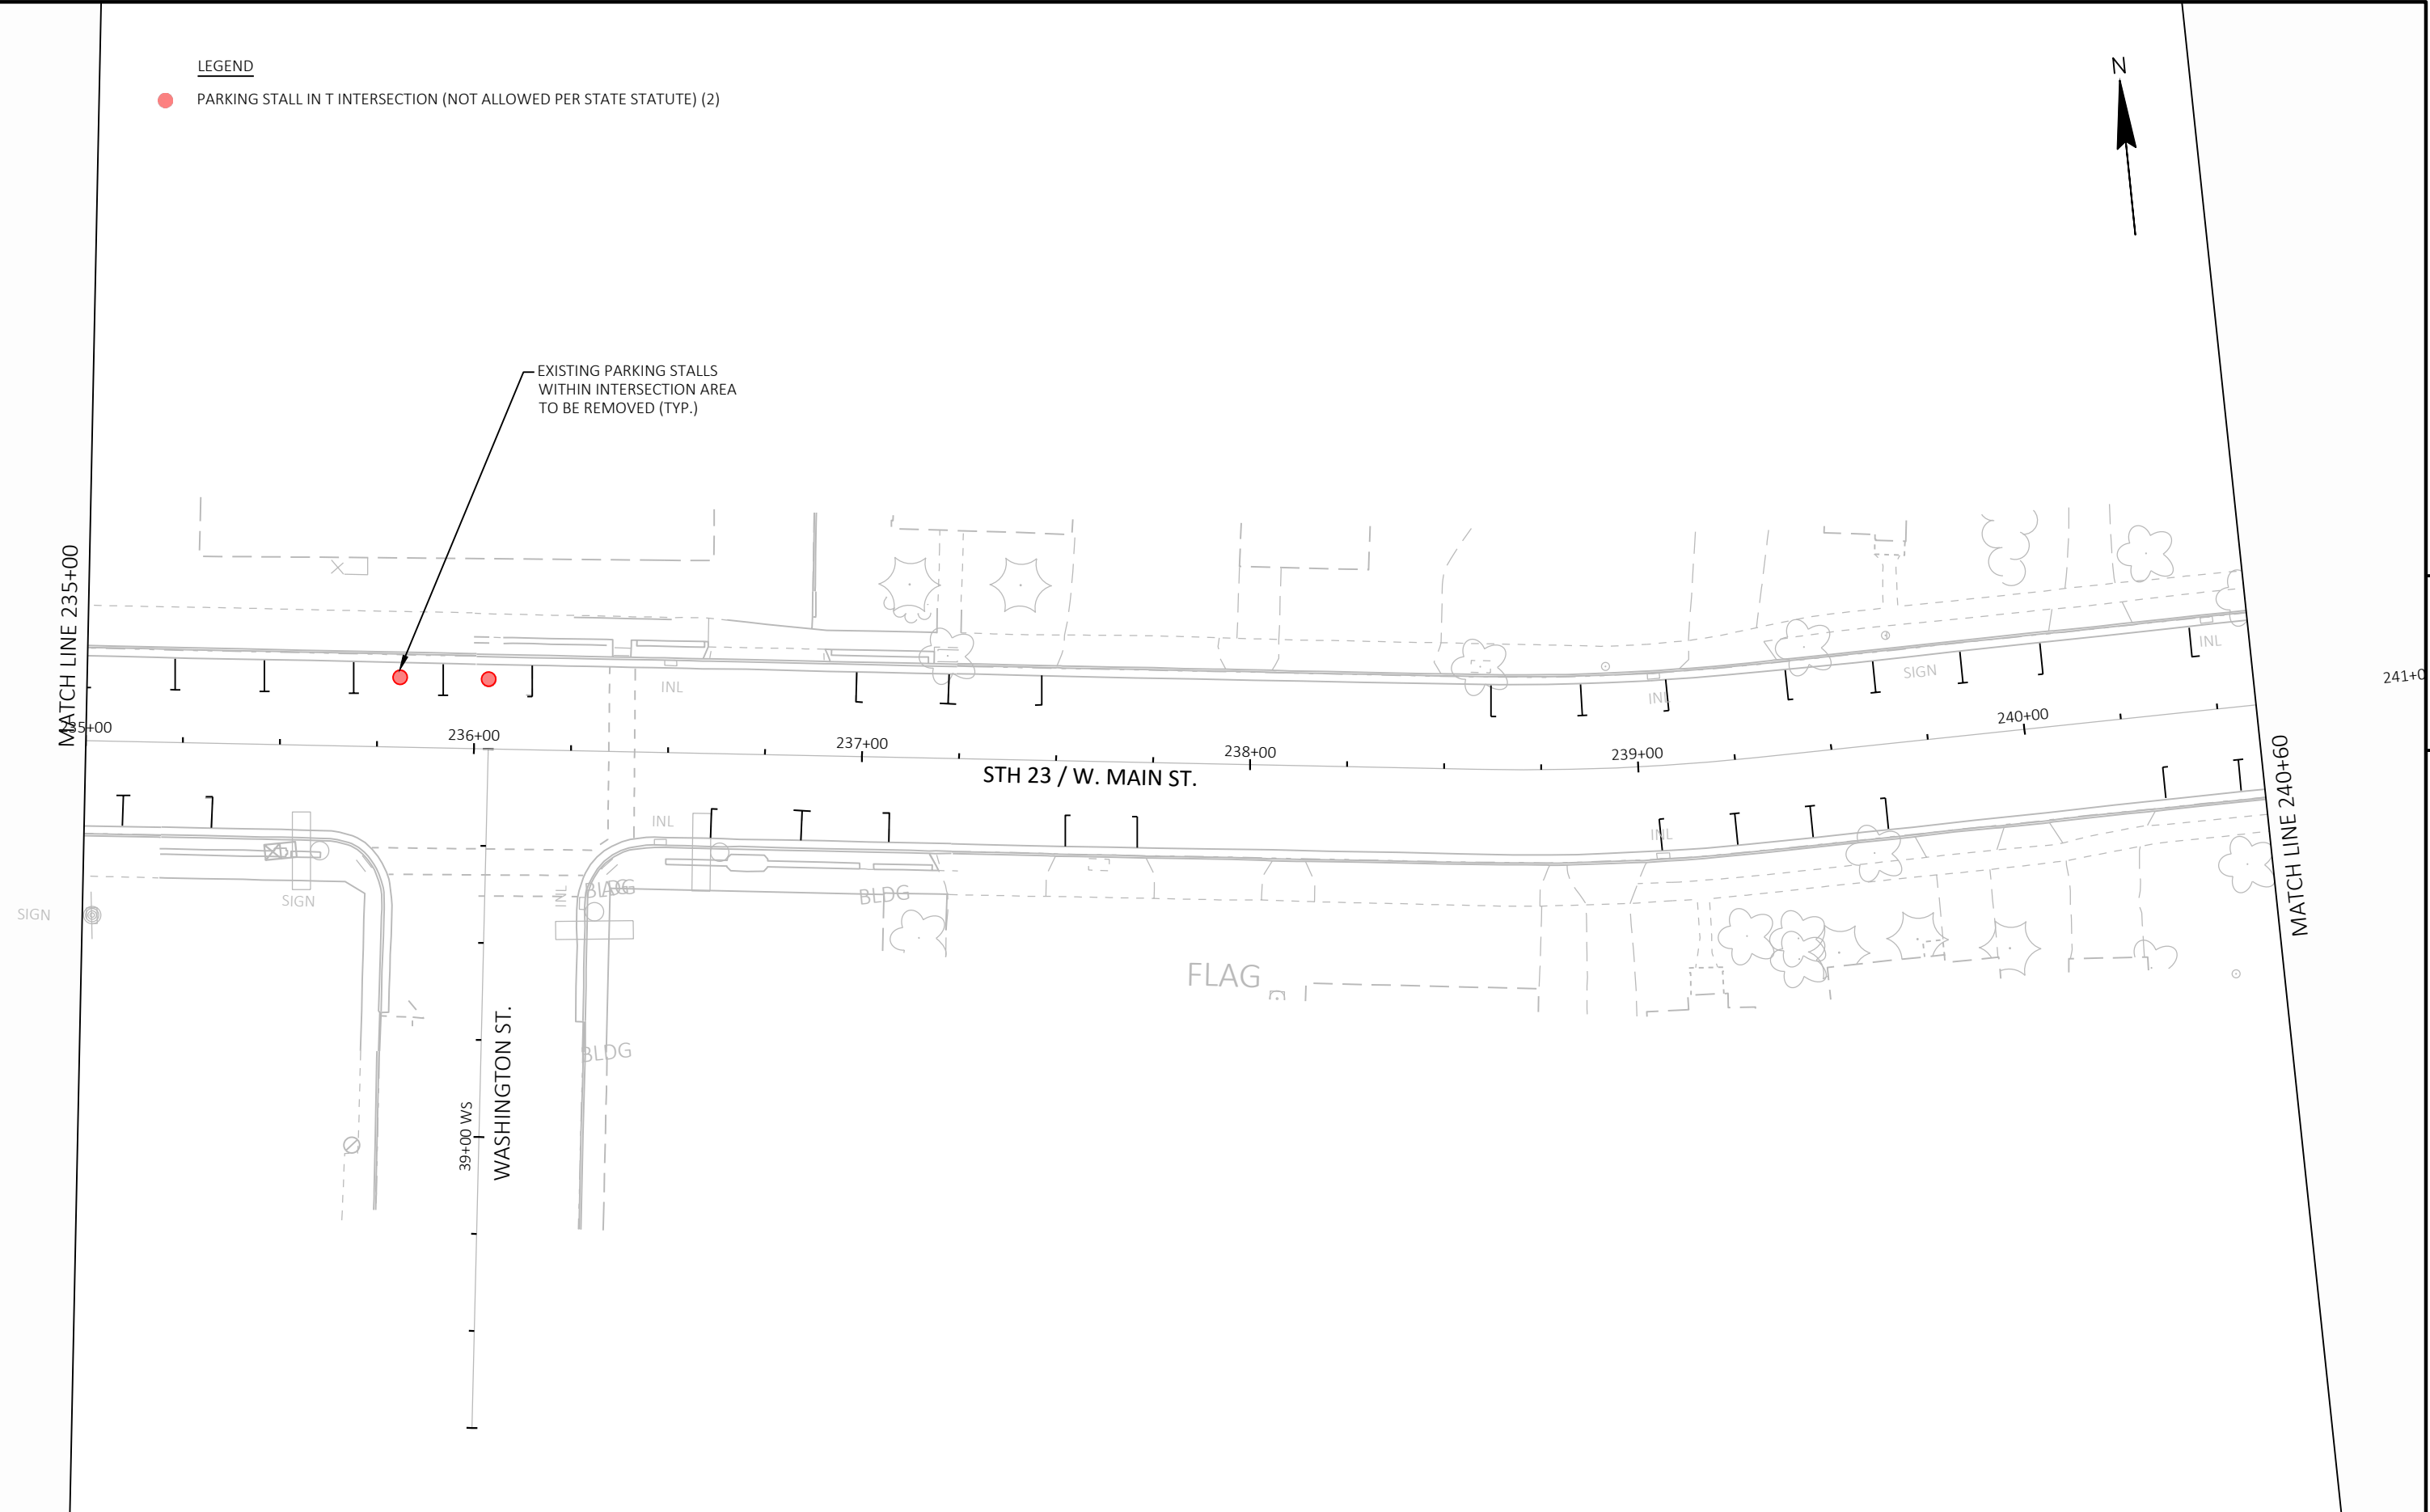 LEGEND
PARKING STALL IN T INTERSECTION (NOT ALLOWED PER STATE STATUTE) (2)
N
EXISTING PARKING STALLS
WITHIN INTERSECTION AREA
TO BE REMOVED (TYP.)
MATCH LINE 235+00
INL
INL
SIGN
INL
241+0
235+00
236+00
237+00
238+00
239+00
240+00
STH 23 / W. MAIN ST.
MATCH LINE 240+60
INL
INL
SIGN
SIGN
INL
BLDG
BLDG
FLAG
BLDG
WASHINGTON ST.
39+00 WS